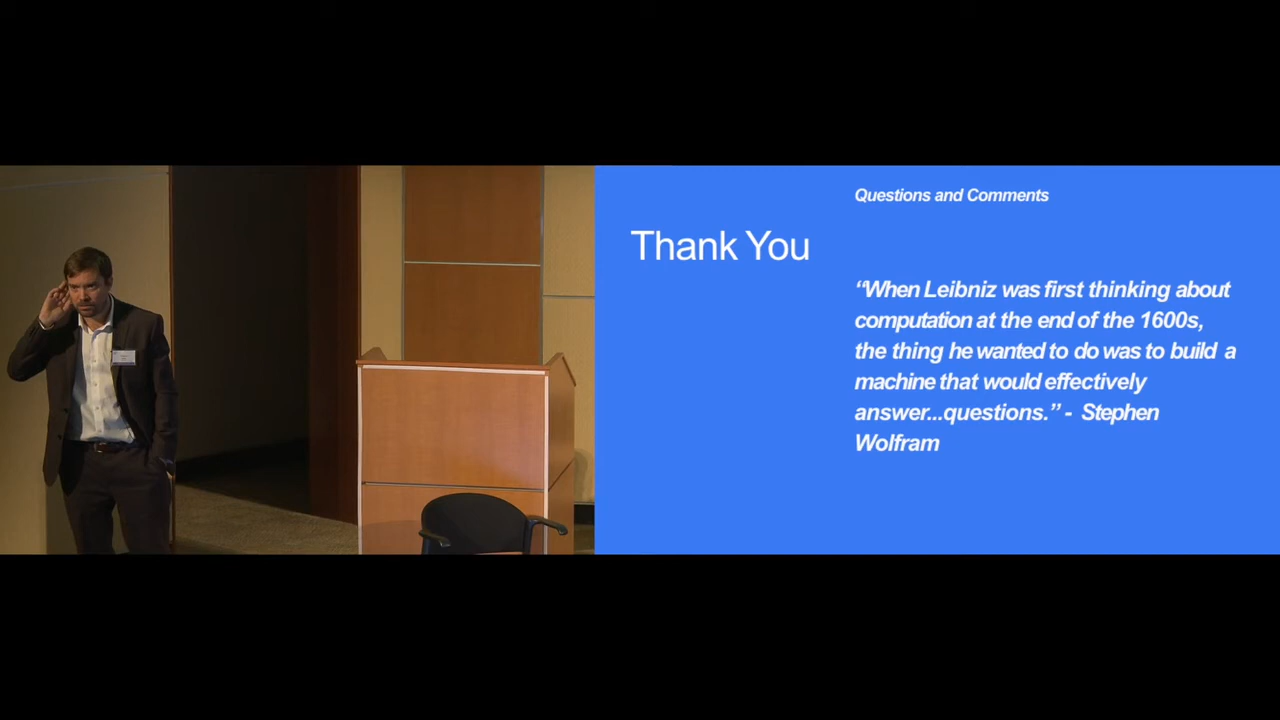 Questions and Comments
Thank You
“When Leibniz was first thinking about
computation at the end of the 1600s,
the thing he wanted to do was to build a
machine that would effectively
answer...questions.” - Stephen
Wolfram